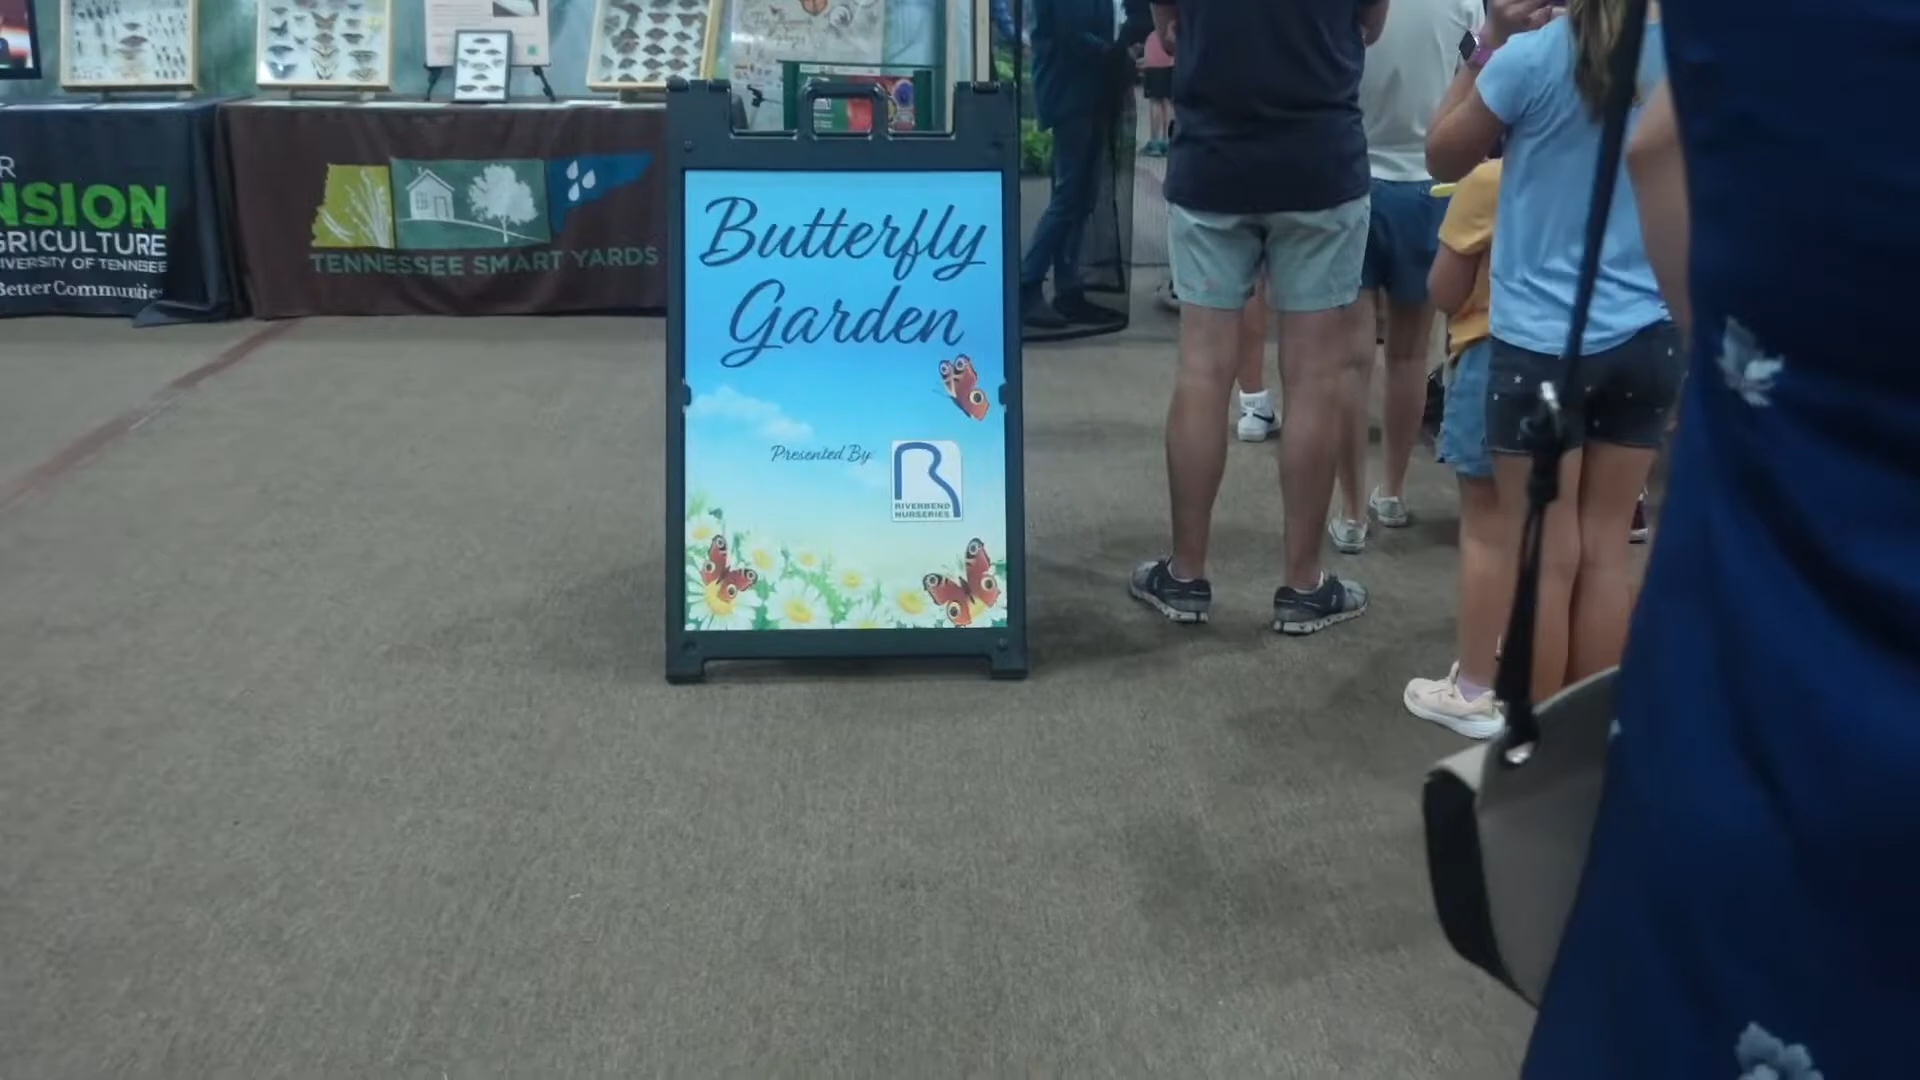 NSION
GRICULTURE
IVERSITY OF TENNESSEE
Better Communities
TENNESSEE SMART YARDS
Butterfly
Garden
Presented By:
RIVERBEND
NURSERIES